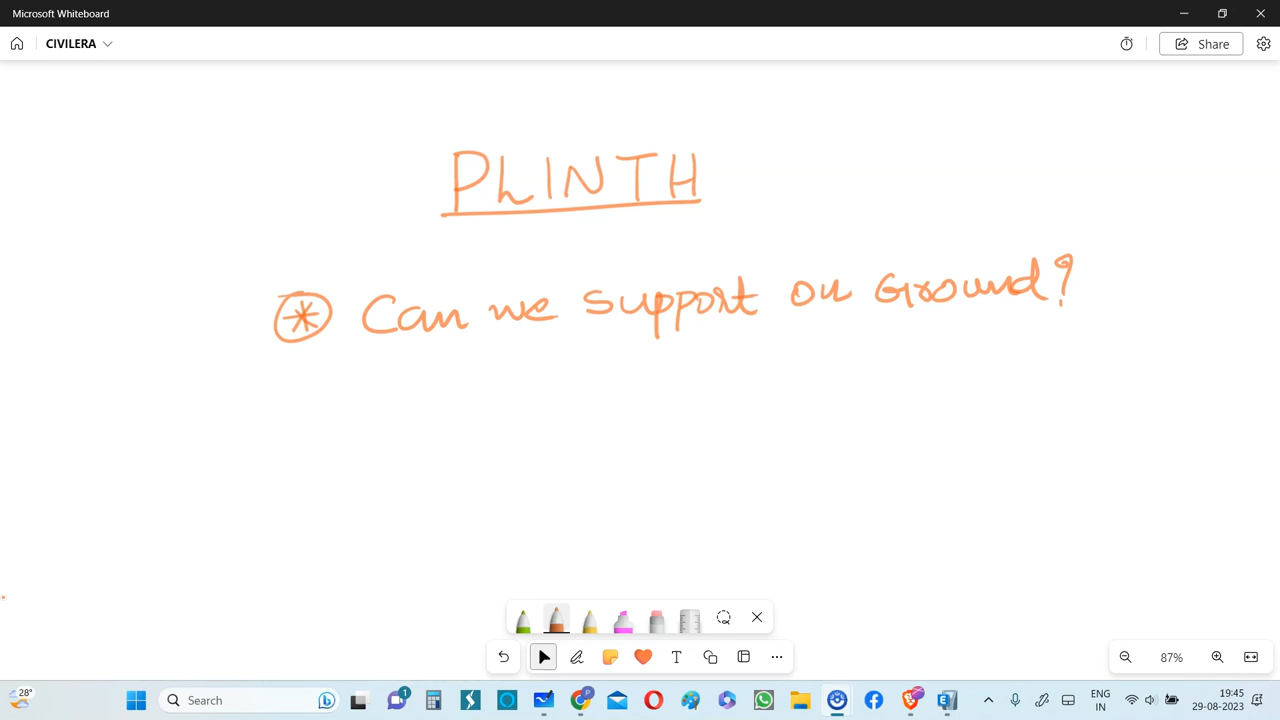 Microsoft Whiteboard
CIVILERA
Share
PLINTH
Can we support on Ground?
87%
28°
Search
1
ENG
IN
19:45
29-08-2023